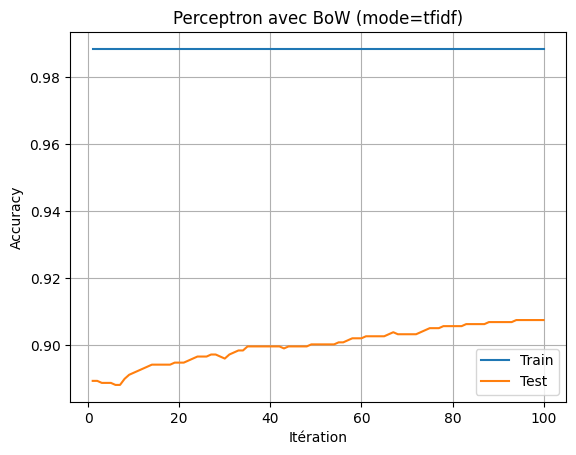 Perceptron avec BoW (mode=tfidf)
Accuracy
0.98
0.96
0.94
0.92
0.90
0
20
40
60
80
100
Itération
Train
Test